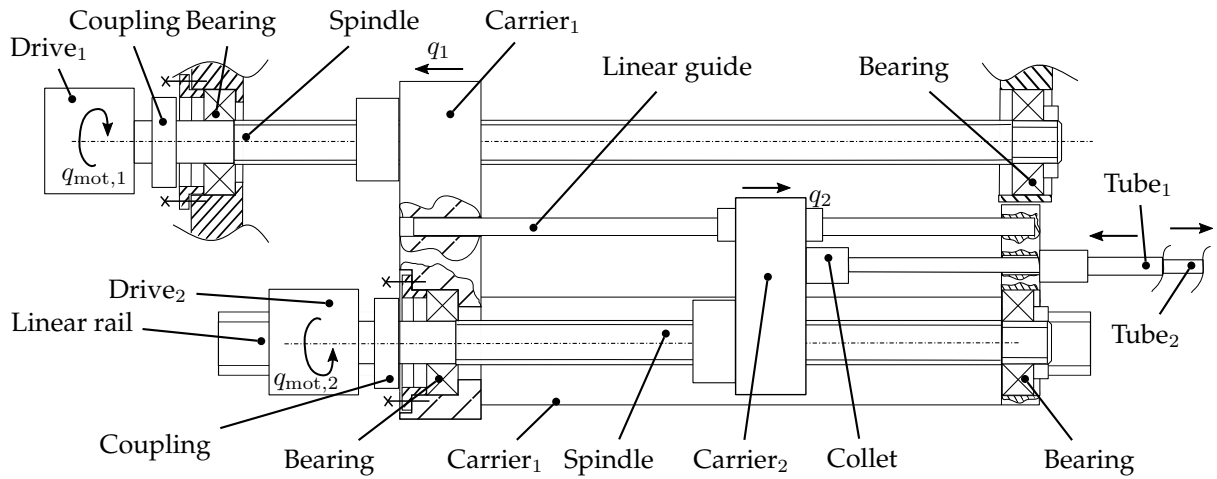 Coupling Bearing Spindle Carrier₁
Drive₁
q₁
Linear guide
Bearing
q_mot,1
Tube₁
q₂
Drive₂
Linear rail
Tube₂
q_mot,2
Coupling
Bearing
Carrier₁
Spindle
Carrier₂
Collet
Bearing